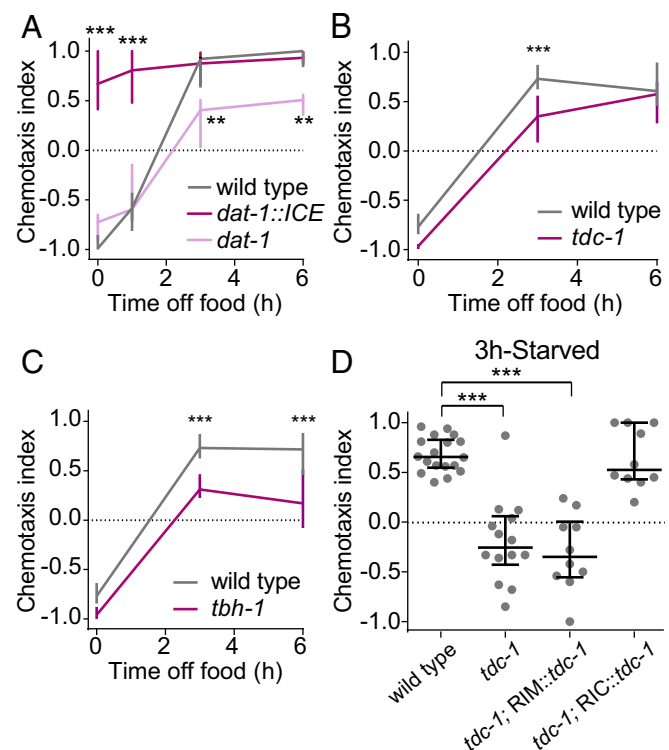 A
Chemotaxis index
1.0
0.5
0.0
-0.5
-1.0
***
***
**
**
wild type
dat-1::ICE
dat-1
0 2 4 6
Time off food (h)
B
Chemotaxis index
1.0
0.5
0.0
-0.5
-1.0
***
wild type
tdc-1
0 2 4 6
Time off food (h)
C
Chemotaxis index
1.0
0.5
0.0
-0.5
-1.0
***
***
wild type
tbh-1
0 2 4 6
Time off food (h)
D
3h-Starved
***
***
Chemotaxis index
1.0
0.5
0.0
-0.5
-1.0
wild type
tdc-1
tdc-1; RIM::tdc-1
tdc-1; RIC::tdc-1